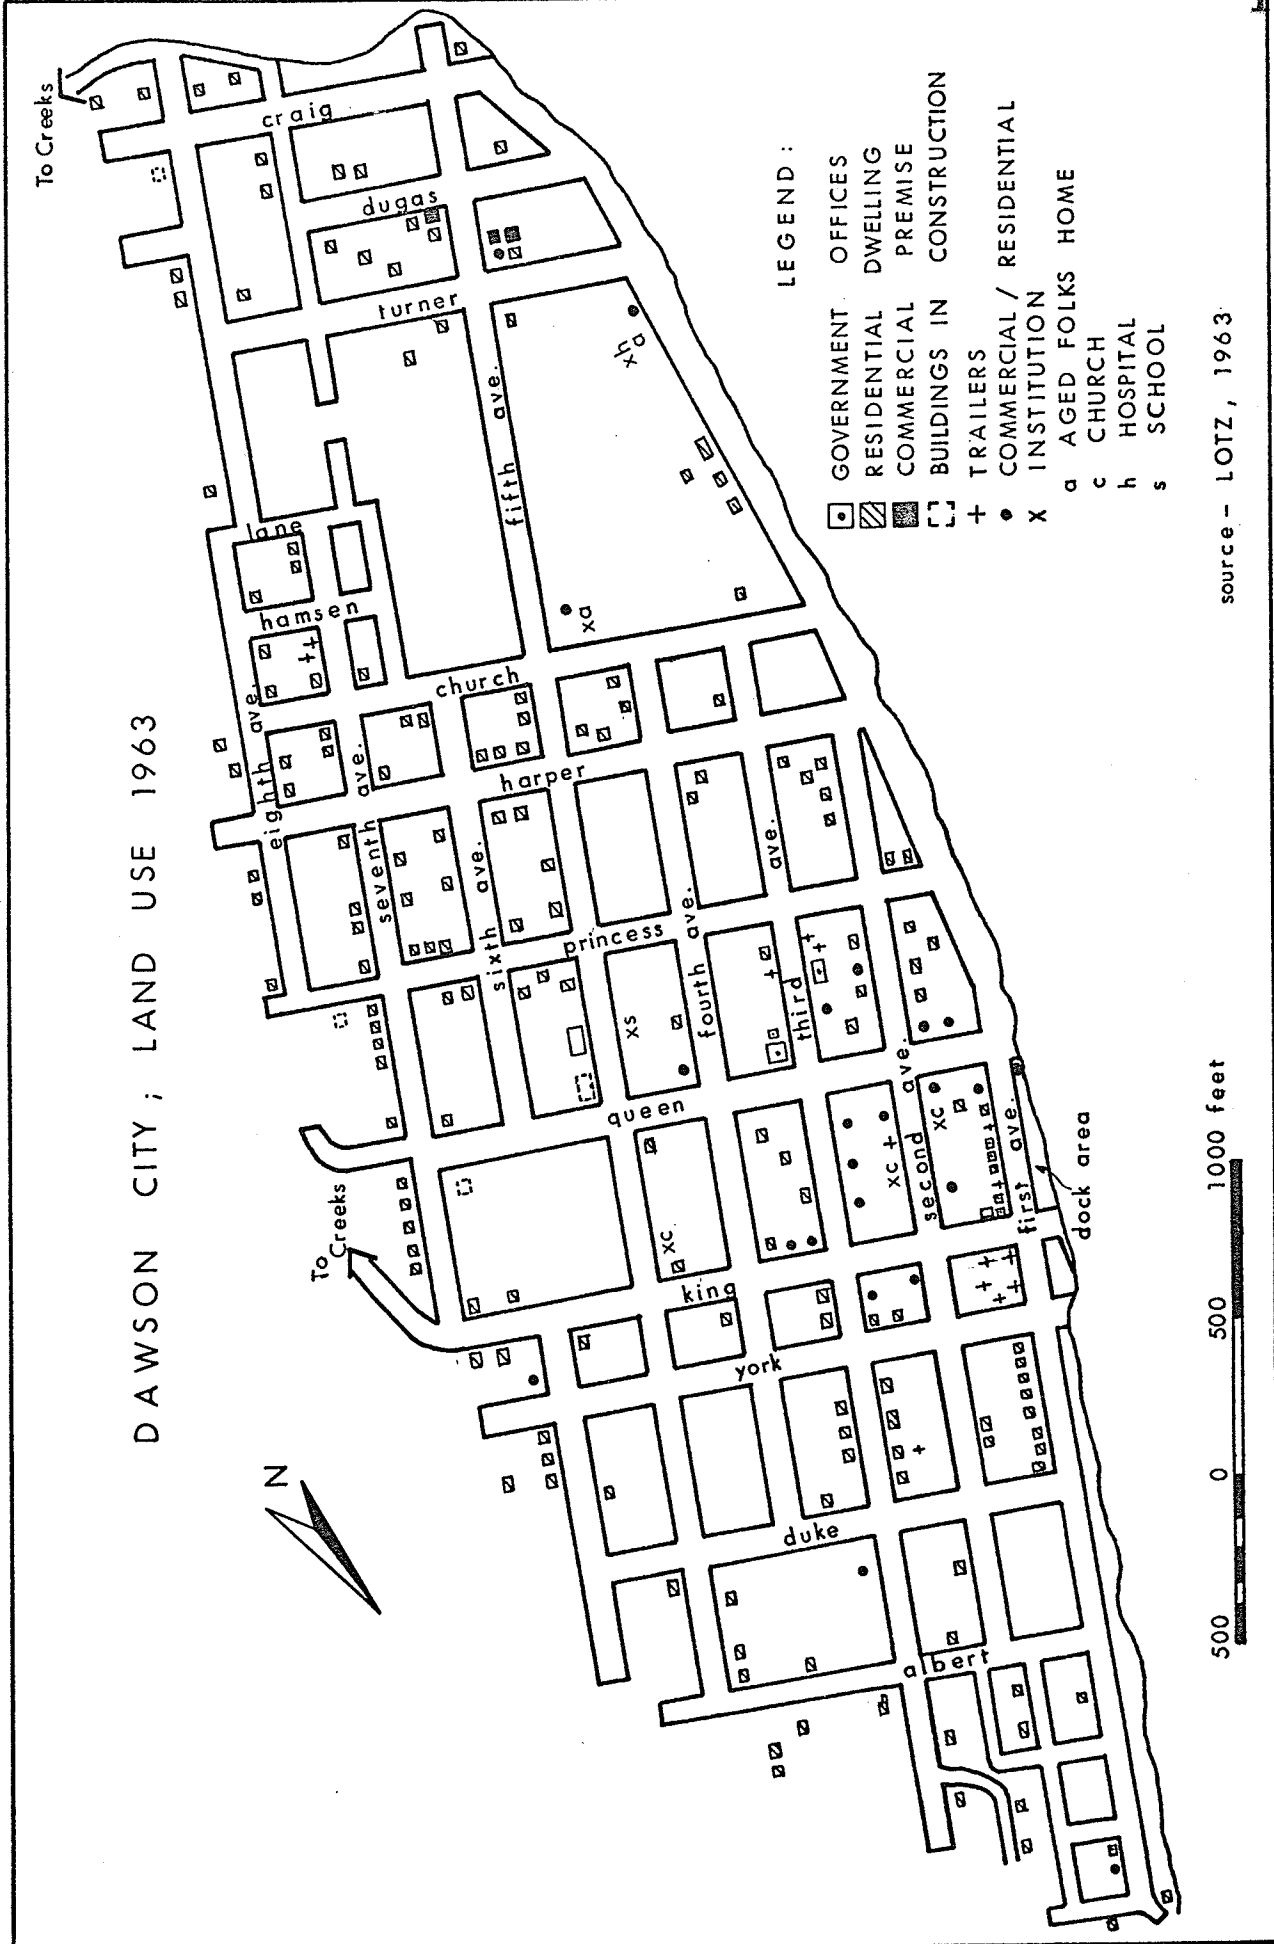 DAWSON CITY; LAND USE 1963
To Creeks
To Creeks
N
craig
dugas
turner
lane
hamsen
church
harper
princess
queen
king
york
duke
albert
eighth ave.
seventh ave.
sixth ave.
fifth ave.
fourth ave.
third ave.
second ave.
first ave.
dock area
xh
a
xa
xs
xc
xc
xc
LEGEND:
GOVERNMENT OFFICES
RESIDENTIAL DWELLING
COMMERCIAL PREMISE
BUILDINGS IN CONSTRUCTION
+ TRAILERS
COMMERCIAL / RESIDENTIAL
X INSTITUTION
a AGED FOLKS HOME
c CHURCH
h HOSPITAL
s SCHOOL
source - LOTZ, 1963
500 0 500 1000 feet